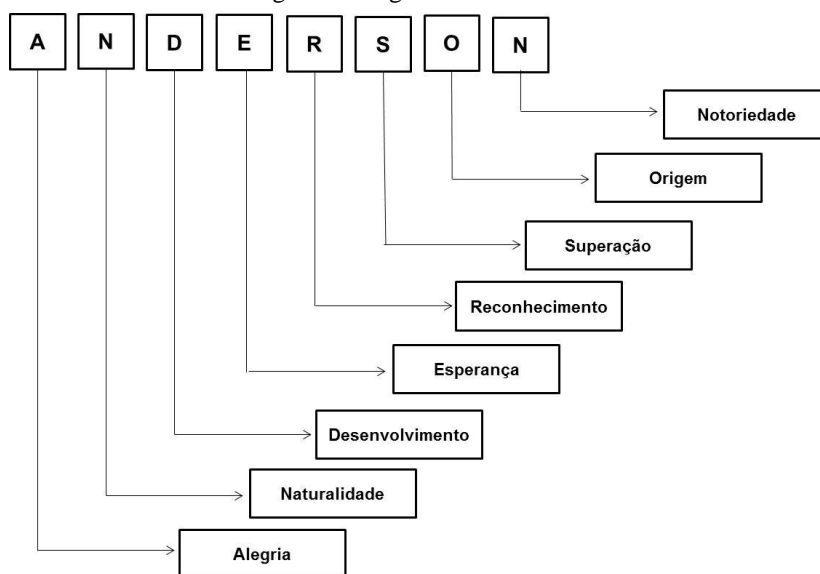 A N D E R S O N
Notoriedade
Origem
Superação
Reconhecimento
Esperança
Desenvolvimento
Naturalidade
Alegria